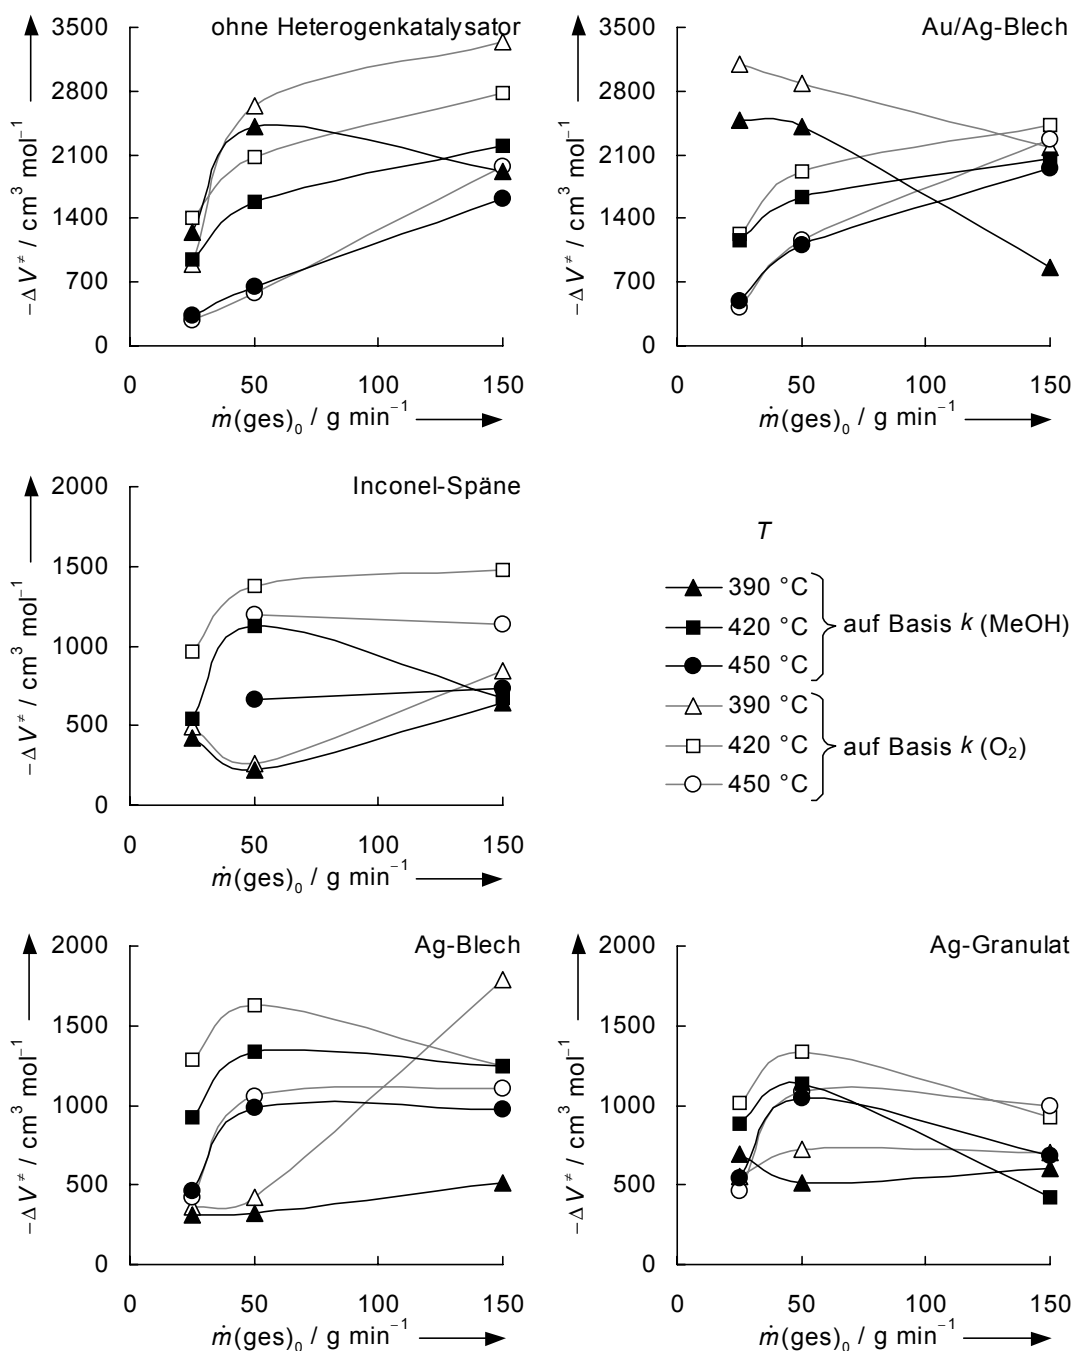 ohne Heterogenkatalysator
−ΔV≠ / cm³ mol⁻¹
3500
2800
2100
1400
700
0
0 50 100 150
ṁ(ges)₀ / g min⁻¹
Au/Ag-Blech
−ΔV≠ / cm³ mol⁻¹
3500
2800
2100
1400
700
0
0 50 100 150
ṁ(ges)₀ / g min⁻¹
Inconel-Späne
−ΔV≠ / cm³ mol⁻¹
2000
1500
1000
500
0
0 50 100 150
ṁ(ges)₀ / g min⁻¹
T
390 °C
420 °C
450 °C
auf Basis k (MeOH)
390 °C
420 °C
450 °C
auf Basis k (O₂)
Ag-Blech
−ΔV≠ / cm³ mol⁻¹
2000
1500
1000
500
0
0 50 100 150
ṁ(ges)₀ / g min⁻¹
Ag-Granulat
−ΔV≠ / cm³ mol⁻¹
2000
1500
1000
500
0
0 50 100 150
ṁ(ges)₀ / g min⁻¹